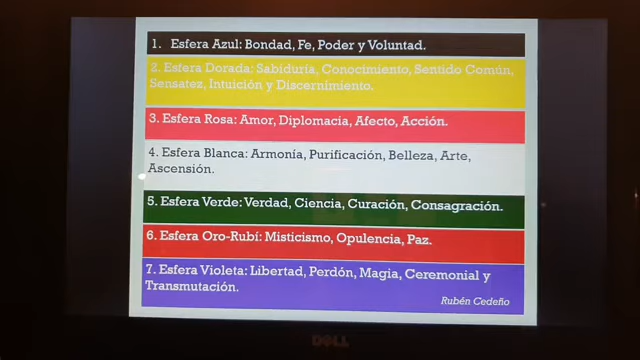 1. Esfera Azul: Bondad, Fe, Poder y Voluntad.
2. Esfera Dorada: Sabiduría, Conocimiento, Sentido Común,
Sensatez, Intuición y Discernimiento.
3. Esfera Rosa: Amor, Diplomacia, Afecto, Acción.
4. Esfera Blanca: Armonía, Purificación, Belleza, Arte,
Ascensión.
5. Esfera Verde: Verdad, Ciencia, Curación, Consagración.
6. Esfera Oro-Rubí: Misticismo, Opulencia, Paz.
7. Esfera Violeta: Libertad, Perdón, Magia, Ceremonial y
Transmutación.
Rubén Cedeño
DELL